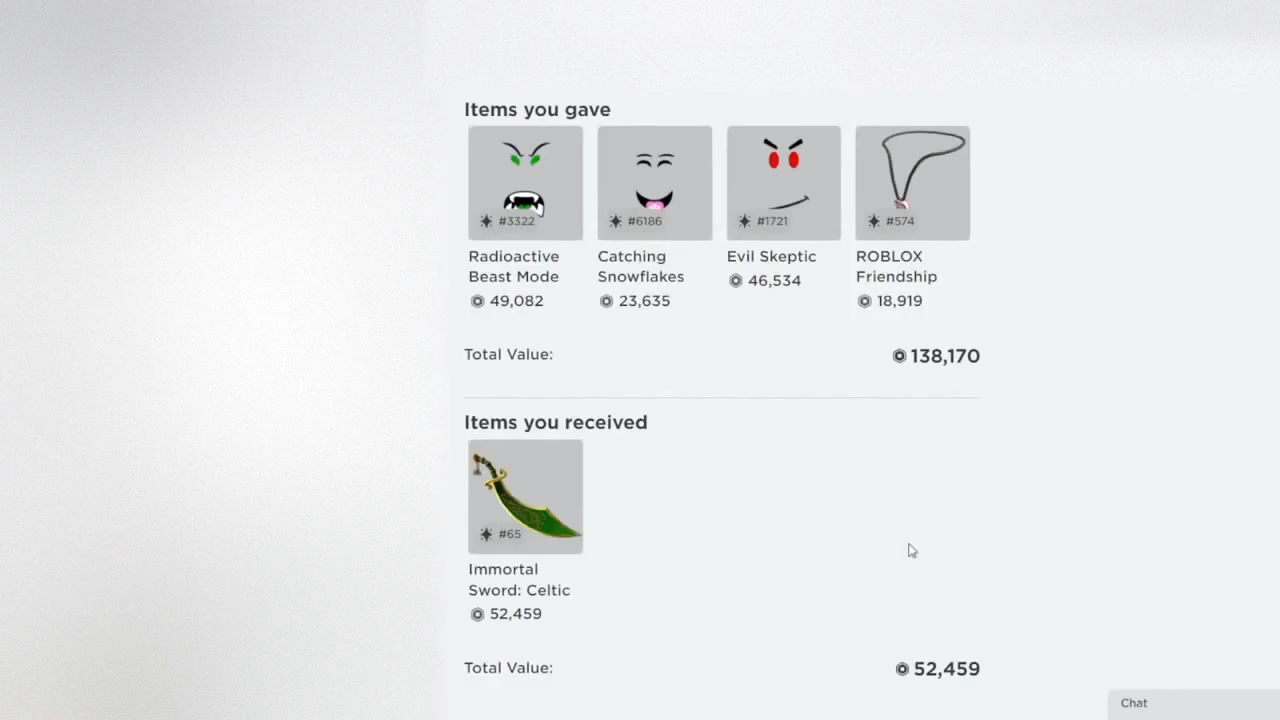 Items you gave
#3322
#6186
#1721
#574
Radioactive
Beast Mode
49,082
Catching
Snowflakes
23,635
Evil Skeptic
46,534
ROBLOX
Friendship
18,919
Total Value:
138,170
Items you received
#65
Immortal
Sword: Celtic
52,459
Total Value:
52,459
Chat